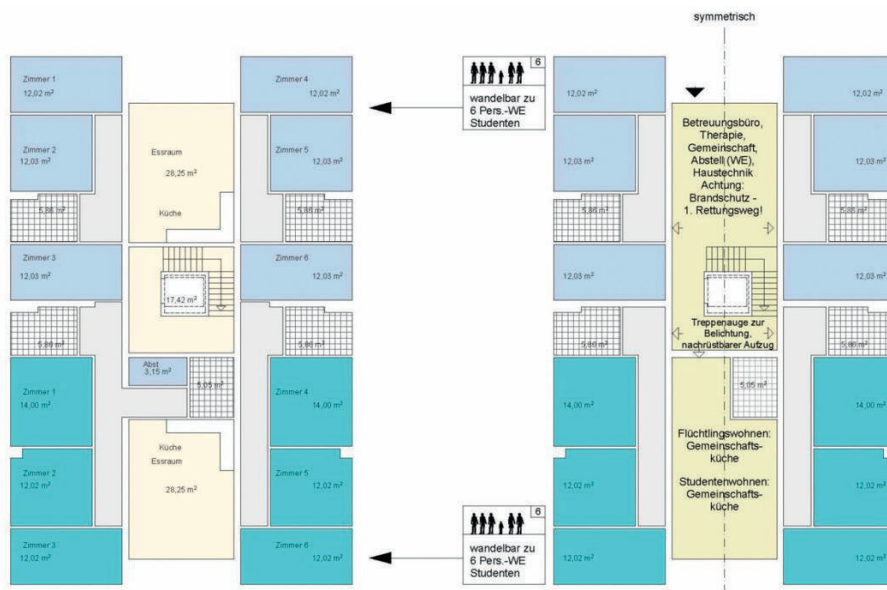 symmetrisch
Zimmer 1
12,02 m²
Zimmer 4
12,02 m²
6
wandelbar zu
6 Pers.-WE
Studenten
12,02 m²
12,02 m²
Zimmer 2
12,03 m²
Essraum
28,25 m²
Küche
Zimmer 5
12,03 m²
12,03 m²
Betreuungsbüro,
Therapie,
Gemeinschaft,
Abstell (WE),
Haustechnik
Achtung:
Brandschutz -
1. Rettungsweg!
12,03 m²
5,86 m²
5,86 m²
5,86 m²
5,86 m²
Zimmer 3
12,03 m²
17,42 m²
Zimmer 6
12,03 m²
12,03 m²
12,03 m²
5,86 m²
5,86 m²
5,86 m²
Treppenauge zur
Belichtung,
nachrüstbarer Aufzug
5,86 m²
Abst
3,15 m²
5,05 m²
5,05 m²
Zimmer 1
14,00 m²
Zimmer 4
14,00 m²
14,00 m²
14,00 m²
Küche
Essraum
28,25 m²
Flüchtlingswohnen:
Gemeinschafts-
küche
Studentenwohnen:
Gemeinschafts-
küche
Zimmer 2
12,02 m²
Zimmer 5
12,02 m²
12,02 m²
12,02 m²
6
wandelbar zu
6 Pers.-WE
Studenten
Zimmer 3
12,02 m²
Zimmer 6
12,02 m²
12,02 m²
12,02 m²